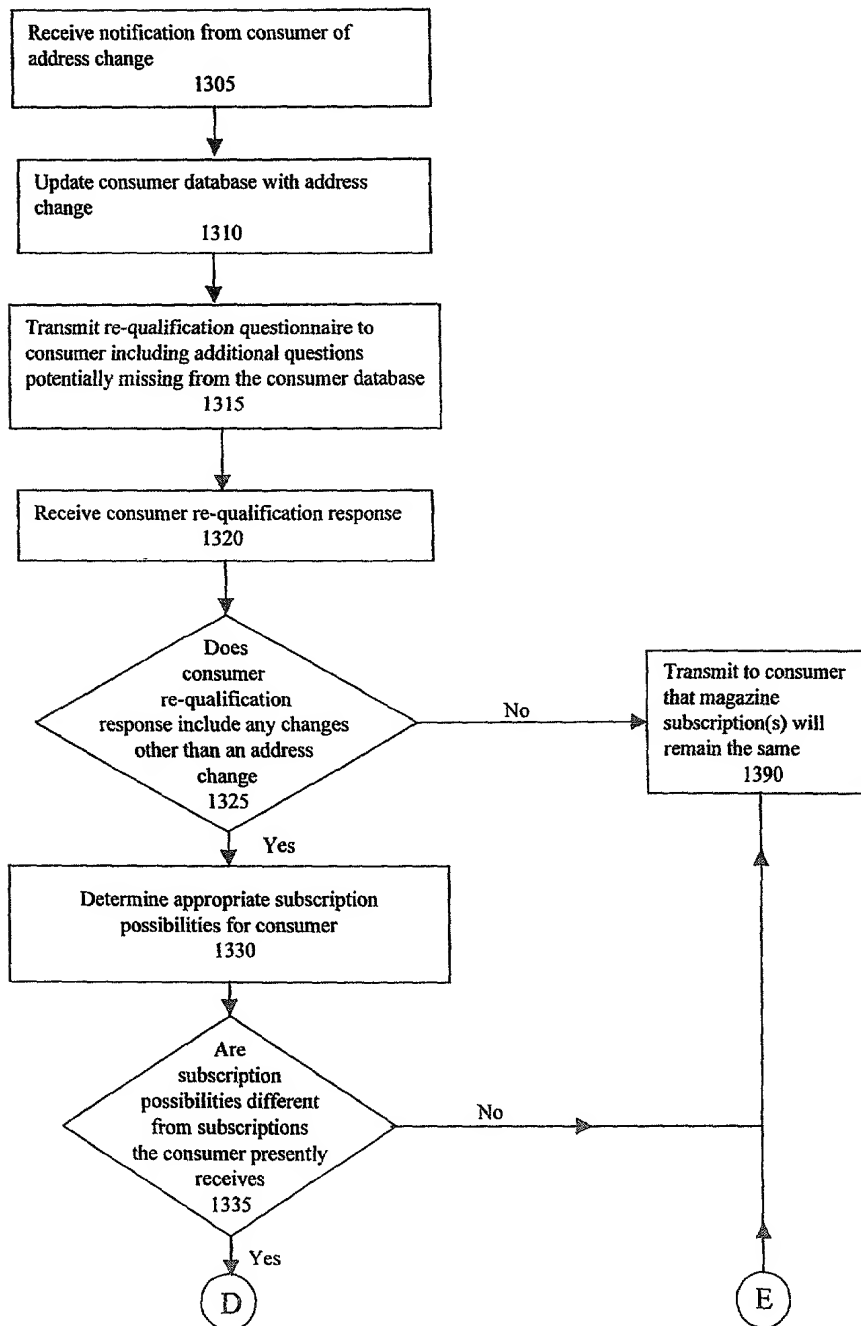 Receive notification from consumer of
address change
1305
Update consumer database with address
change
1310
Transmit re-qualification questionnaire to
consumer including additional questions
potentially missing from the consumer database
1315
Receive consumer re-qualification response
1320
Does
consumer
re-qualification
response include any changes
other than an address
change
1325
No
Transmit to consumer
that magazine
subscription(s) will
remain the same
1390
Yes
Determine appropriate subscription
possibilities for consumer
1330
Are
subscription
possibilities different
from subscriptions
the consumer presently
receives
1335
No
Yes
D
E